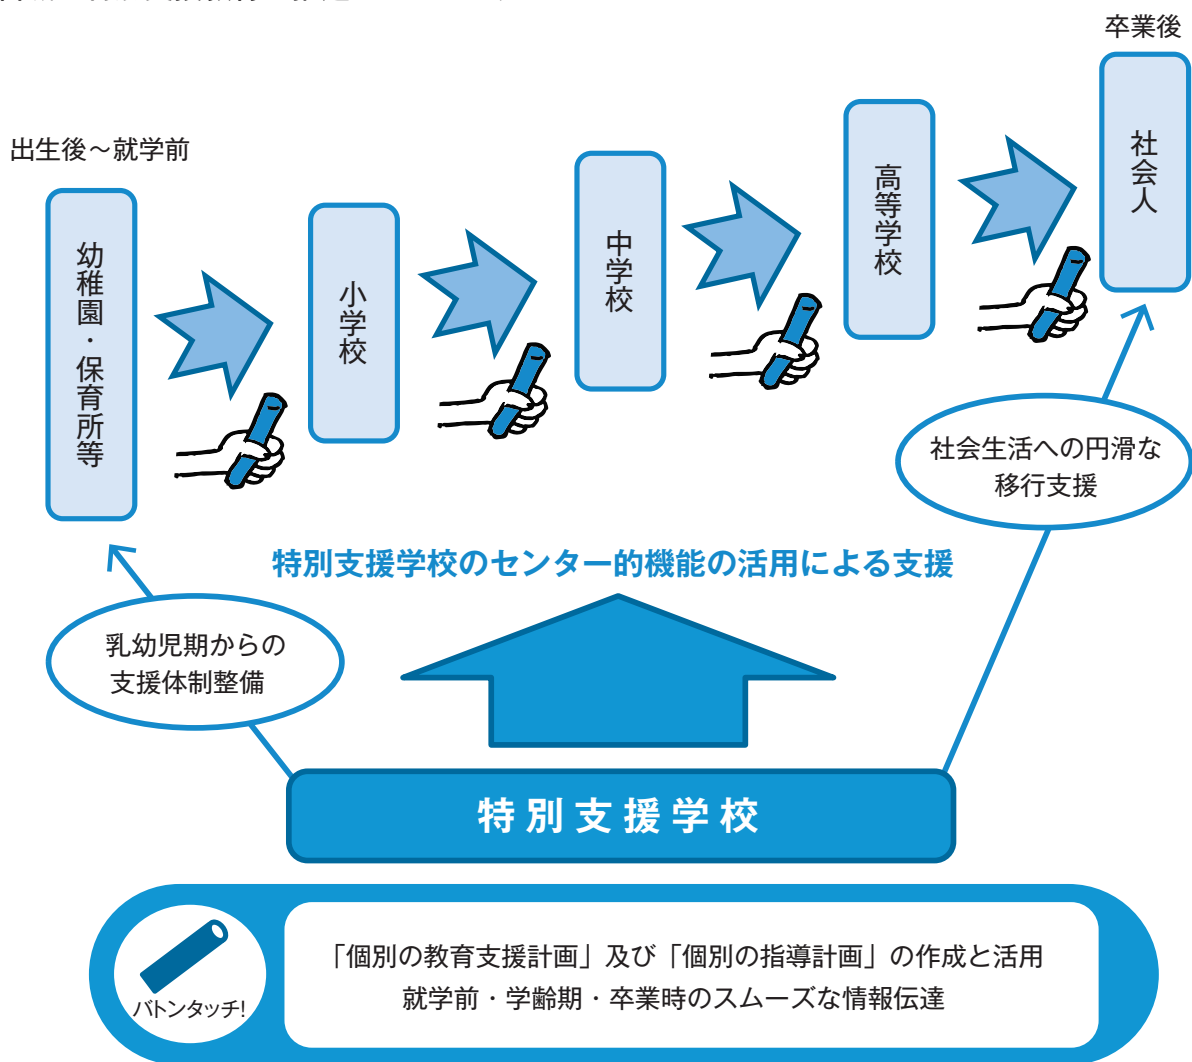 卒業後
社会人
高等学校
出生後～就学前
中学校
幼稚園・保育所等
小学校
社会生活への円滑な
移行支援
特別支援学校のセンター的機能の活用による支援
乳幼児期からの
支援体制整備
特別支援学校
「個別の教育支援計画」及び「個別の指導計画」の作成と活用
就学前・学齢期・卒業時のスムーズな情報伝達
バトンタッチ!